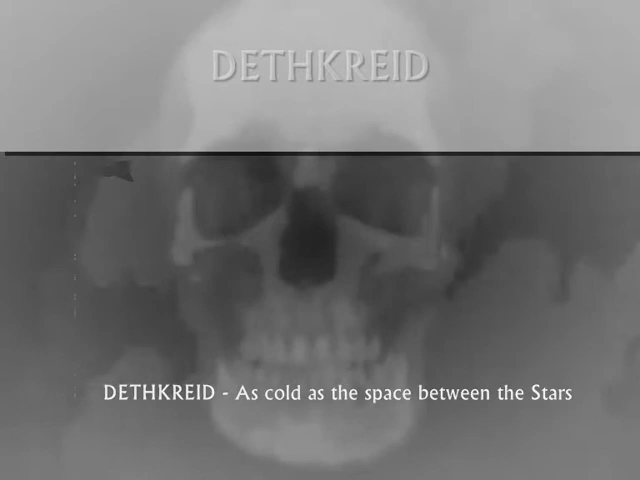 DETHKREID
DETHKREID - As cold as the space between the Stars